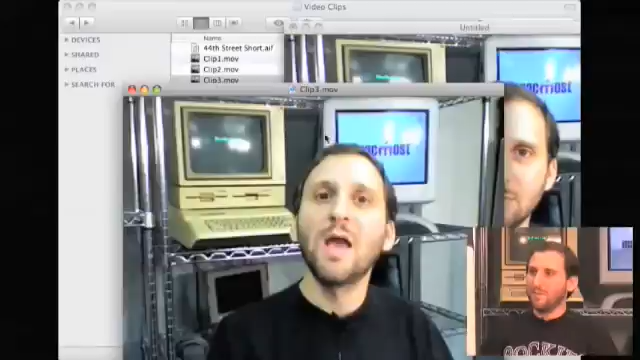 Video Clips
Untitled
DEVICES
SHARED
PLACES
SEARCH FOR
Name
44th Street Short.aif
Clip1.mov
Clip2.mov
Clip3.mov
Clip3.mov